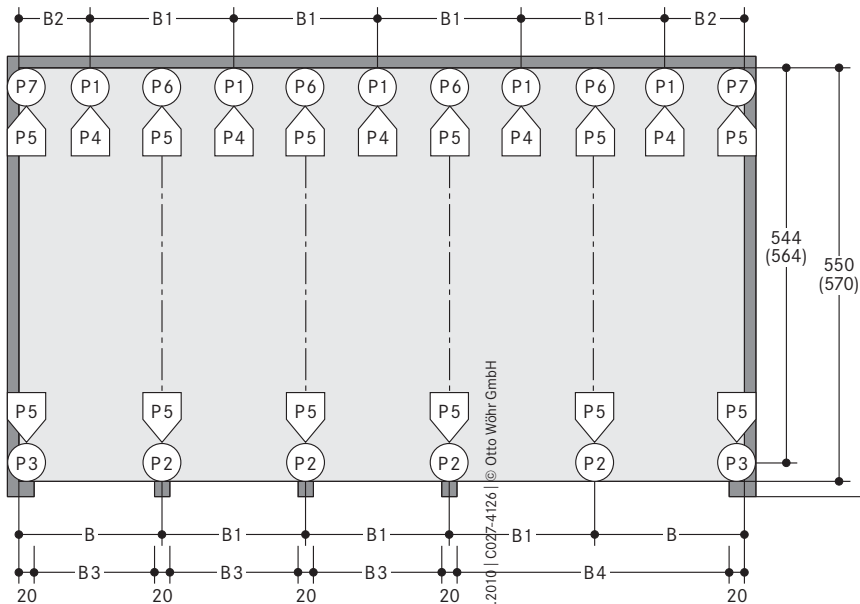 B2 B1 B1 B1 B1 B2
P7 P1 P6 P1 P6 P1 P6 P1 P6 P1 P7
P5 P4 P5 P4 P5 P4 P5 P4 P5 P4 P5
544
(564)
550
(570)
.2010 | C027-4126 | © Otto Wöhr GmbH
P5 P5 P5 P5 P5 P5
P3 P2 P2 P2 P2 P3
B B1 B1 B1 B
B3 B3 B3 B4
20 20 20 20 20